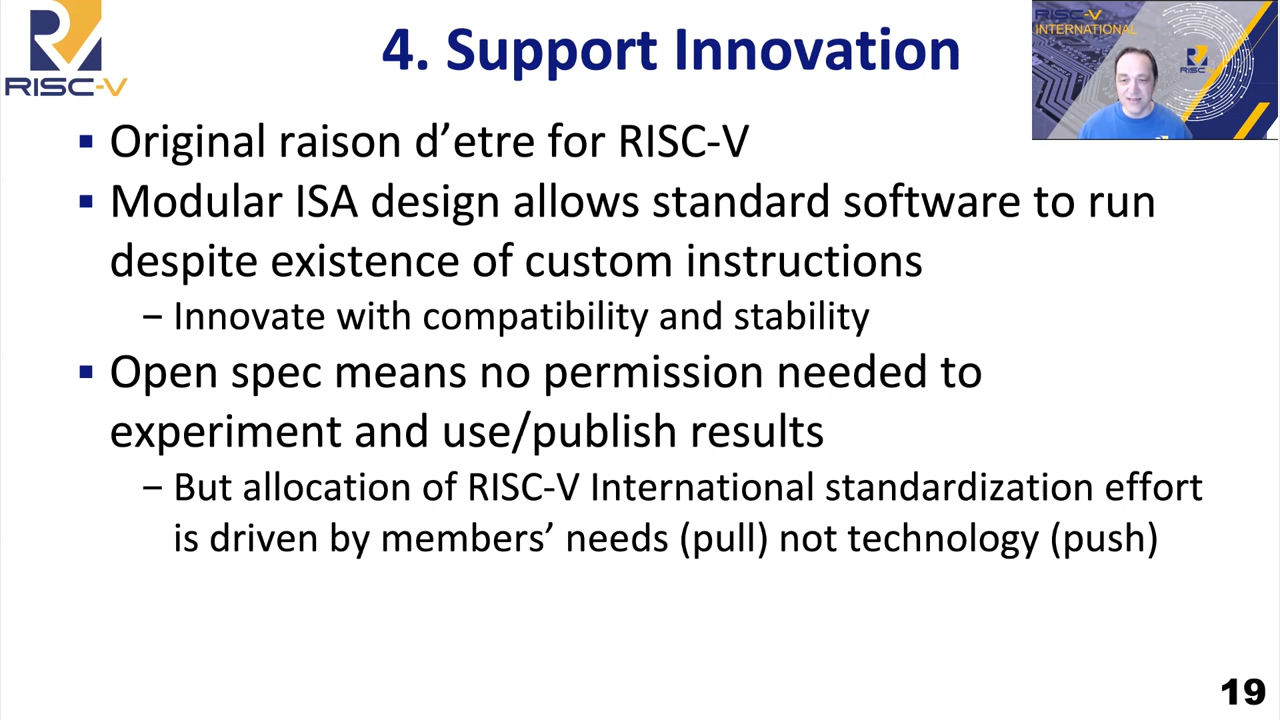 RISC-V
4. Support Innovation
RISC-V
INTERNATIONAL
RISC-V
▪ Original raison d’etre for RISC-V
▪ Modular ISA design allows standard software to run
despite existence of custom instructions
– Innovate with compatibility and stability
▪ Open spec means no permission needed to
experiment and use/publish results
– But allocation of RISC-V International standardization effort
is driven by members’ needs (pull) not technology (push)
19